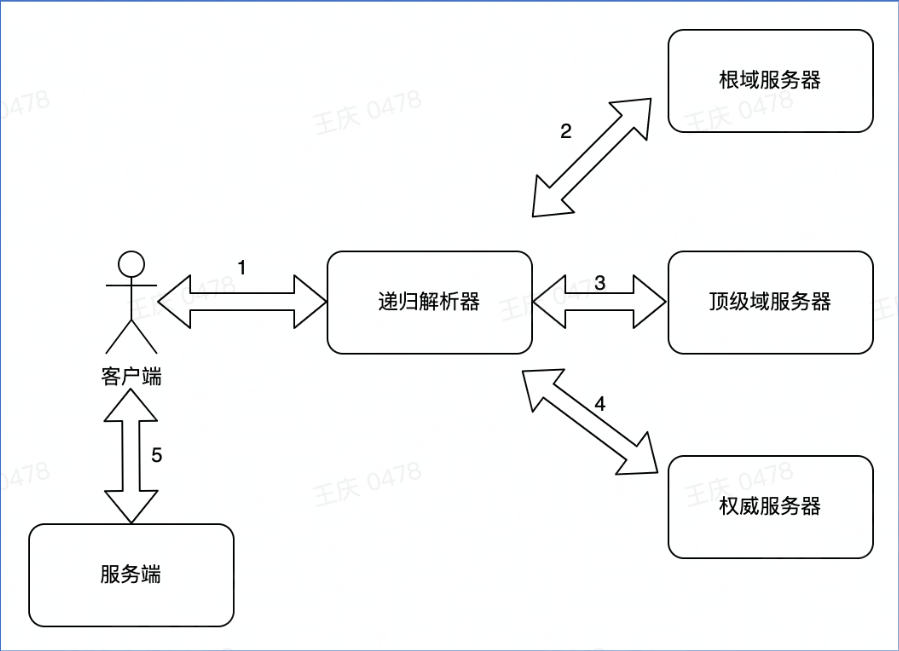 根域服务器
2
1
3
递归解析器
顶级域服务器
客户端
4
5
权威服务器
服务端
王庆 0478
王庆 0478
王庆 0478
王庆 0478
王庆 0478
王庆 0478
0478
0478
王